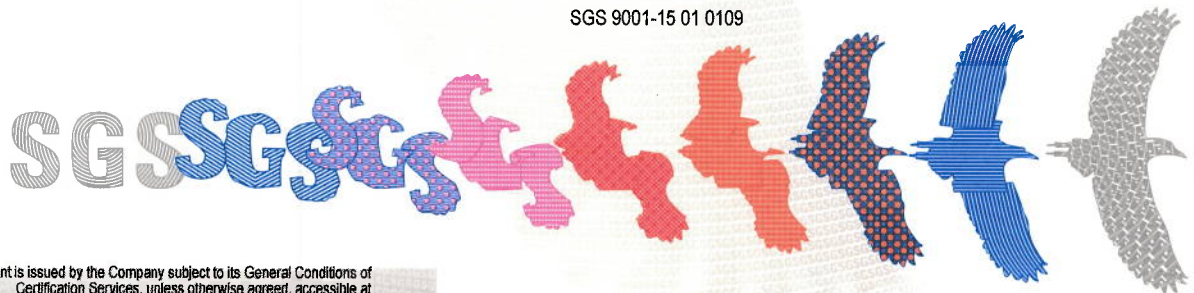 SGS 9001-15 01 0109
SGS SGS SGS
nt is issued by the Company subject to its General Conditions of
Certification Services, unless otherwise agreed, accessible at